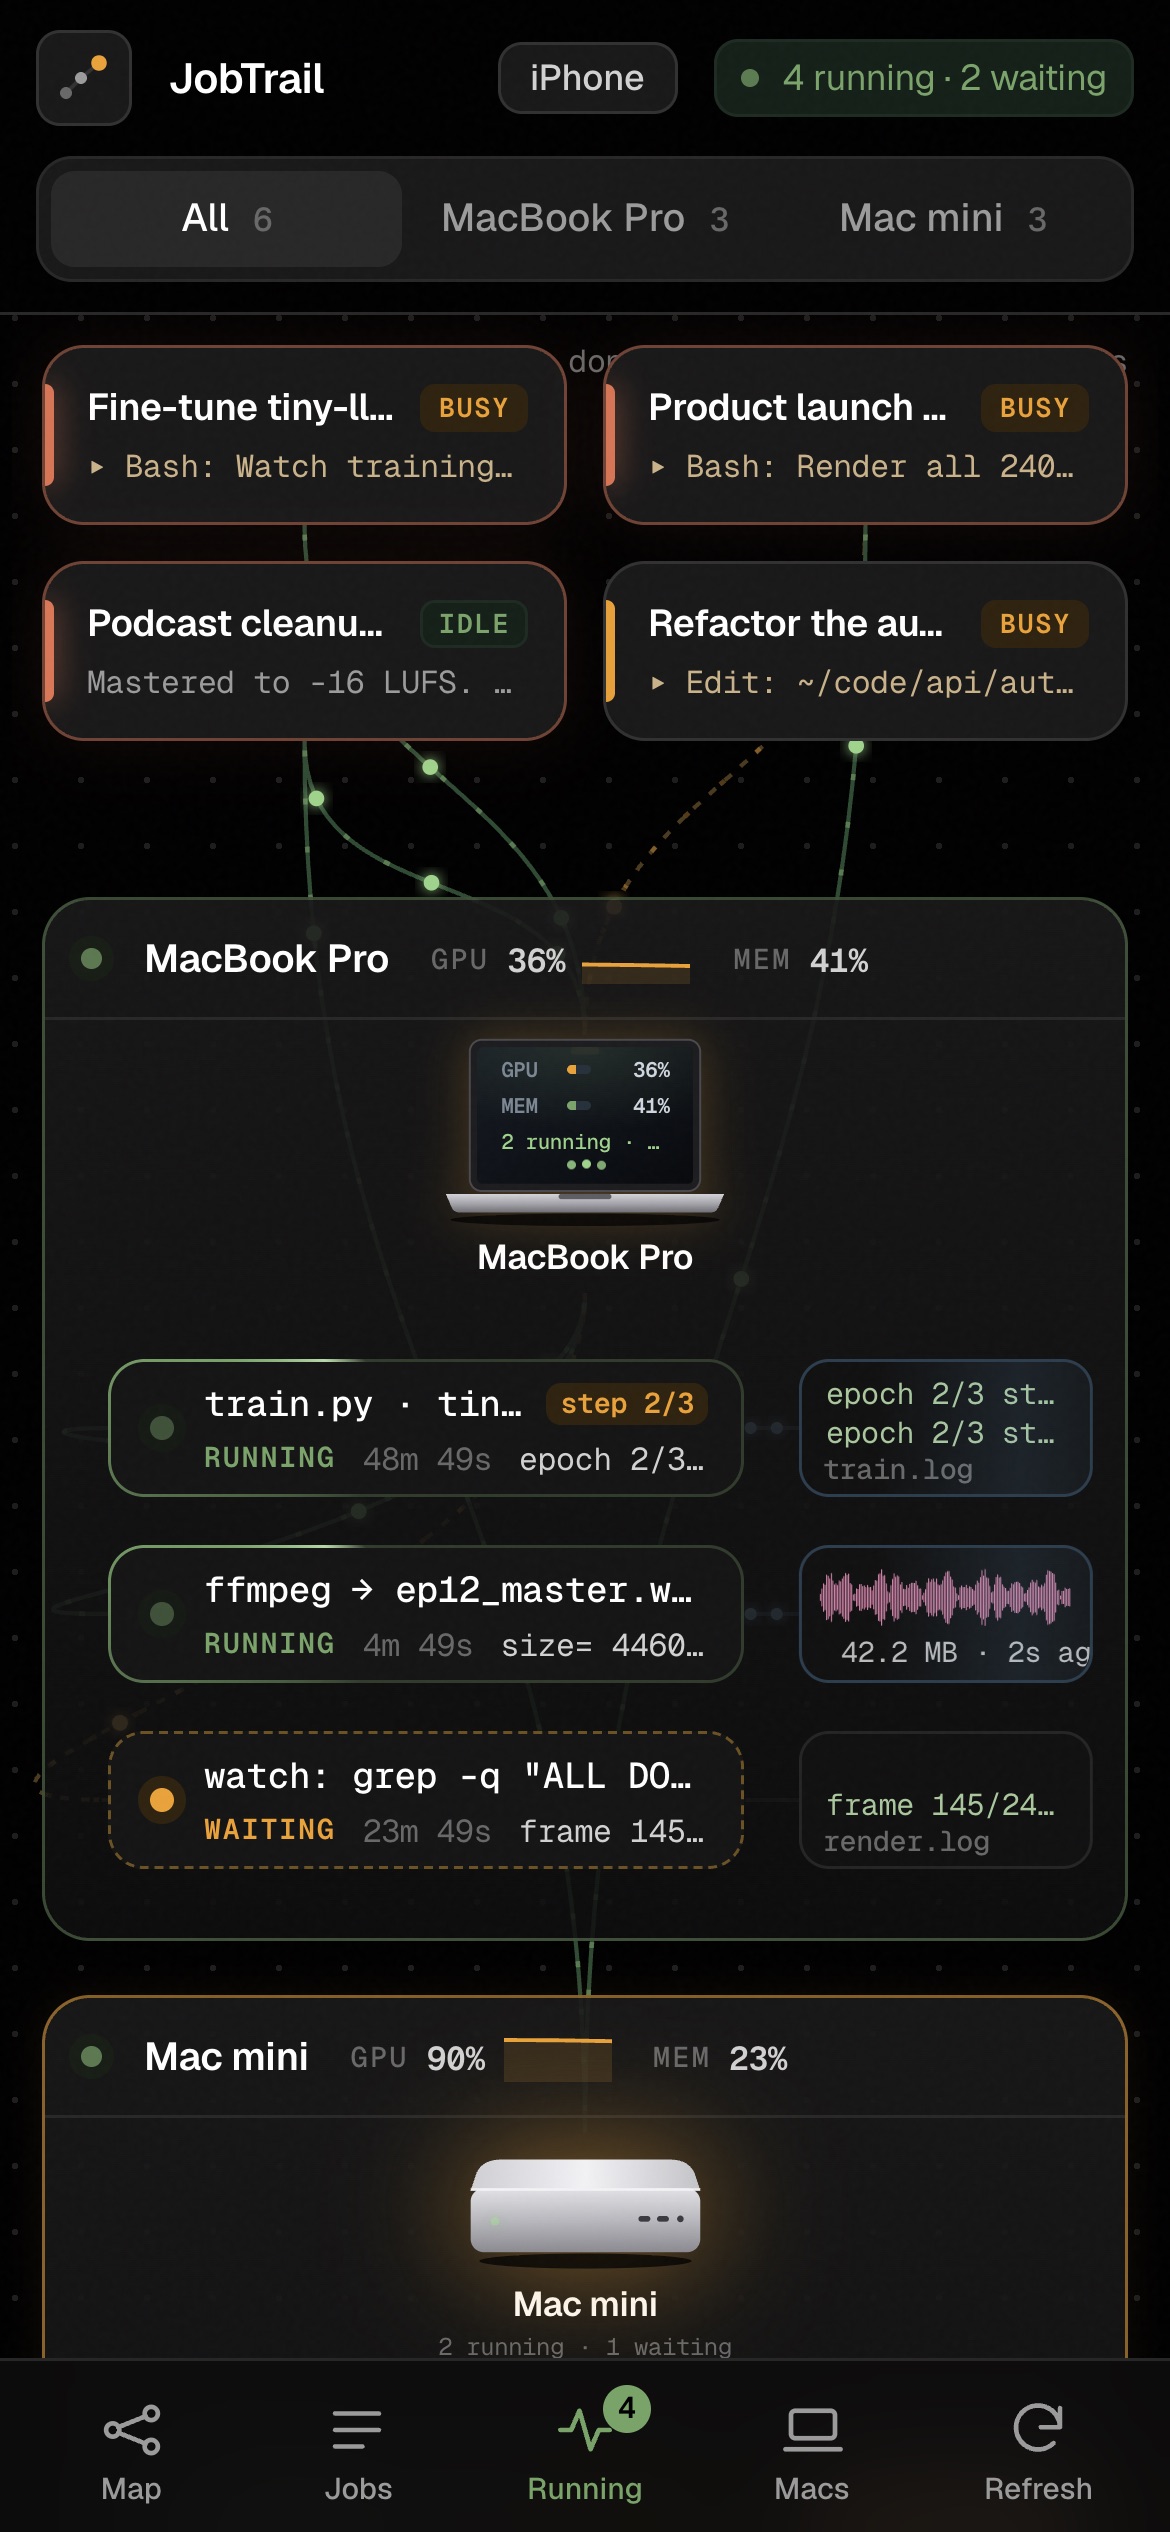 JobTrail
iPhone
4 running · 2 waiting
All 6
MacBook Pro 3
Mac mini 3
Fine-tune tiny-ll... BUSY
▸ Bash: Watch training…
Product launch ... BUSY
▸ Bash: Render all 240…
Podcast cleanu... IDLE
Mastered to -16 LUFS. …
Refactor the au... BUSY
▸ Edit: ~/code/api/aut…
MacBook Pro GPU 36% MEM 41%
GPU 36%
MEM 41%
2 running · …
MacBook Pro
train.py · tin… step 2/3
RUNNING 48m 49s epoch 2/3…
epoch 2/3 st…
epoch 2/3 st…
train.log
ffmpeg → ep12_master.w…
RUNNING 4m 49s size= 4460…
42.2 MB · 2s ag
watch: grep -q "ALL DO…
WAITING 23m 49s frame 145…
frame 145/24…
render.log
Mac mini GPU 90% MEM 23%
Mac mini
2 running · 1 waiting
4
Map
Jobs
Running
Macs
Refresh